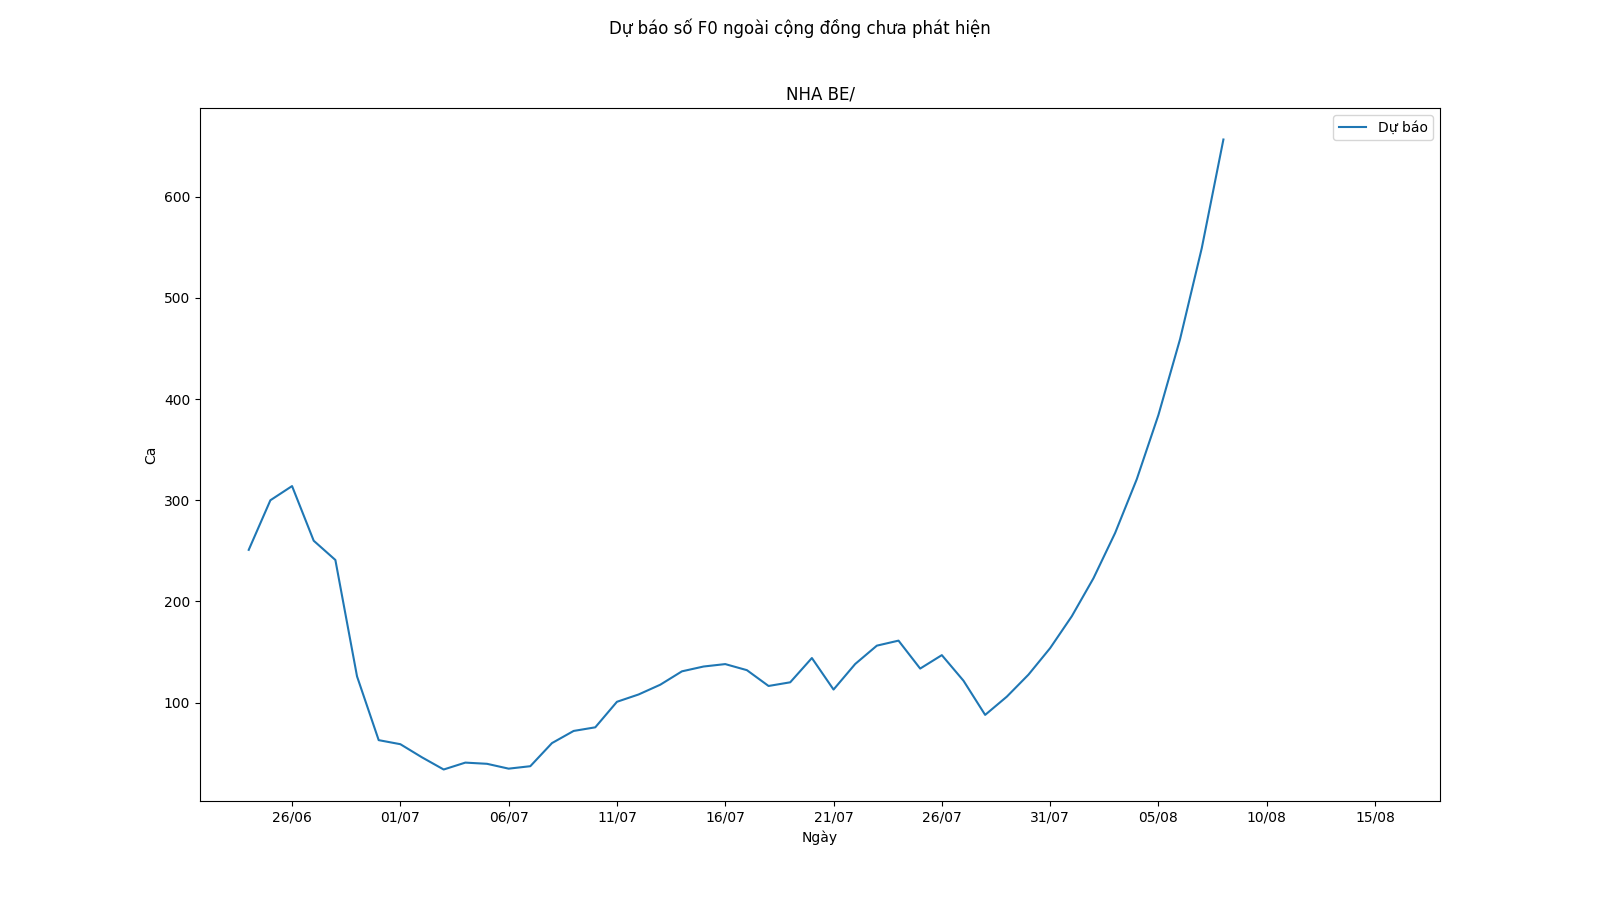 Dự báo số F0 ngoài cộng đồng chưa phát hiện
NHA BE/
Dự báo
600
500
400
300
200
100
Ca
26/06 01/07 06/07 11/07 16/07 21/07 26/07 31/07 05/08 10/08 15/08
Ngày